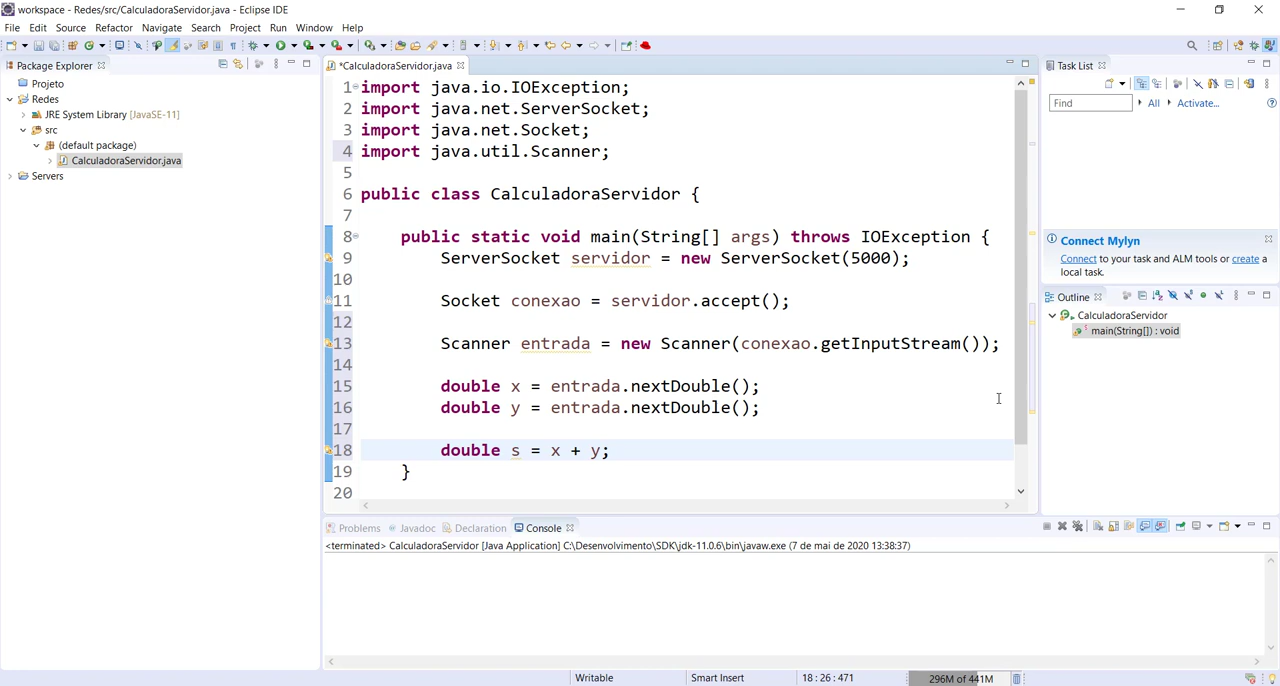 workspace - Redes/src/CalculadoraServidor.java - Eclipse IDE
File Edit Source Refactor Navigate Search Project Run Window Help
Package Explorer
Projeto
Redes
JRE System Library [JavaSE-11]
src
(default package)
CalculadoraServidor.java
Servers
*CalculadoraServidor.java
1 import java.io.IOException;
2 import java.net.ServerSocket;
3 import java.net.Socket;
4 import java.util.Scanner;
5
6 public class CalculadoraServidor {
7
8 public static void main(String[] args) throws IOException {
9 ServerSocket servidor = new ServerSocket(5000);
10
11 Socket conexao = servidor.accept();
12
13 Scanner entrada = new Scanner(conexao.getInputStream());
14
15 double x = entrada.nextDouble();
16 double y = entrada.nextDouble();
17
18 double s = x + y;
19 }
20
Task List
Find All Activate...
Connect Mylyn
Connect to your task and ALM tools or create a
local task.
Outline
CalculadoraServidor
main(String[]) : void
Problems Javadoc Declaration Console
<terminated> CalculadoraServidor [Java Application] C:\Desenvolvimento\SDK\jdk-11.0.6\bin\javaw.exe (7 de mai de 2020 13:38:37)
Writable Smart Insert 18 : 26 : 471 296M of 441M